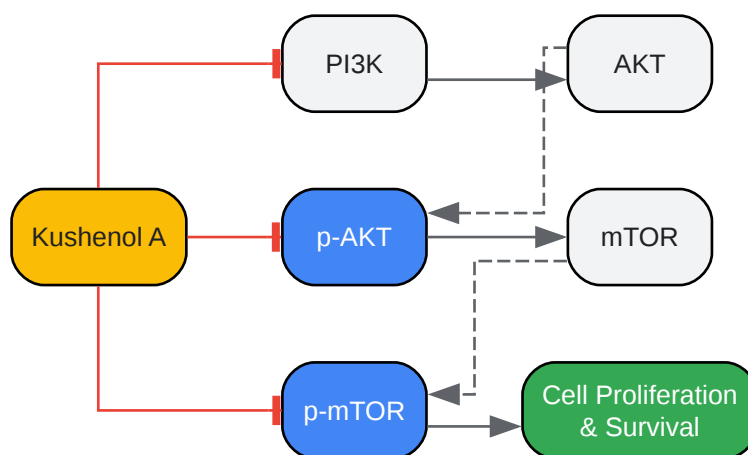 PI3K
AKT
Kushenol A
p-AKT
mTOR
p-mTOR
Cell Proliferation
& Survival